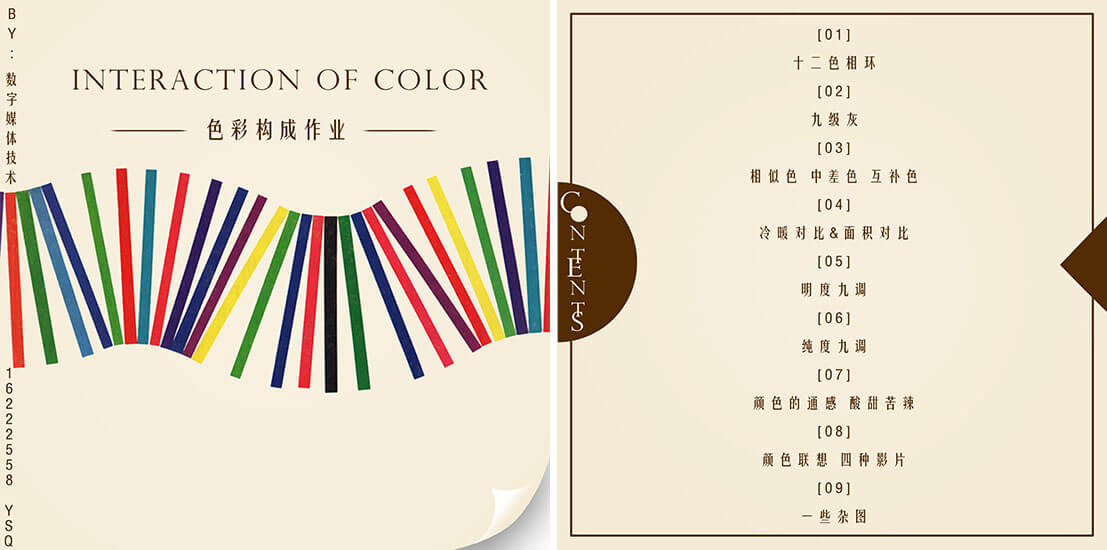 BY：数字媒体技术
16222558 YSQ
INTERACTION OF COLOR
色彩构成作业
CONTENTS
[01]
十二色相环
[02]
九级灰
[03]
相似色 中差色 互补色
[04]
冷暖对比&面积对比
[05]
明度九调
[06]
纯度九调
[07]
颜色的通感 酸甜苦辣
[08]
颜色联想 四种影片
[09]
一些杂图